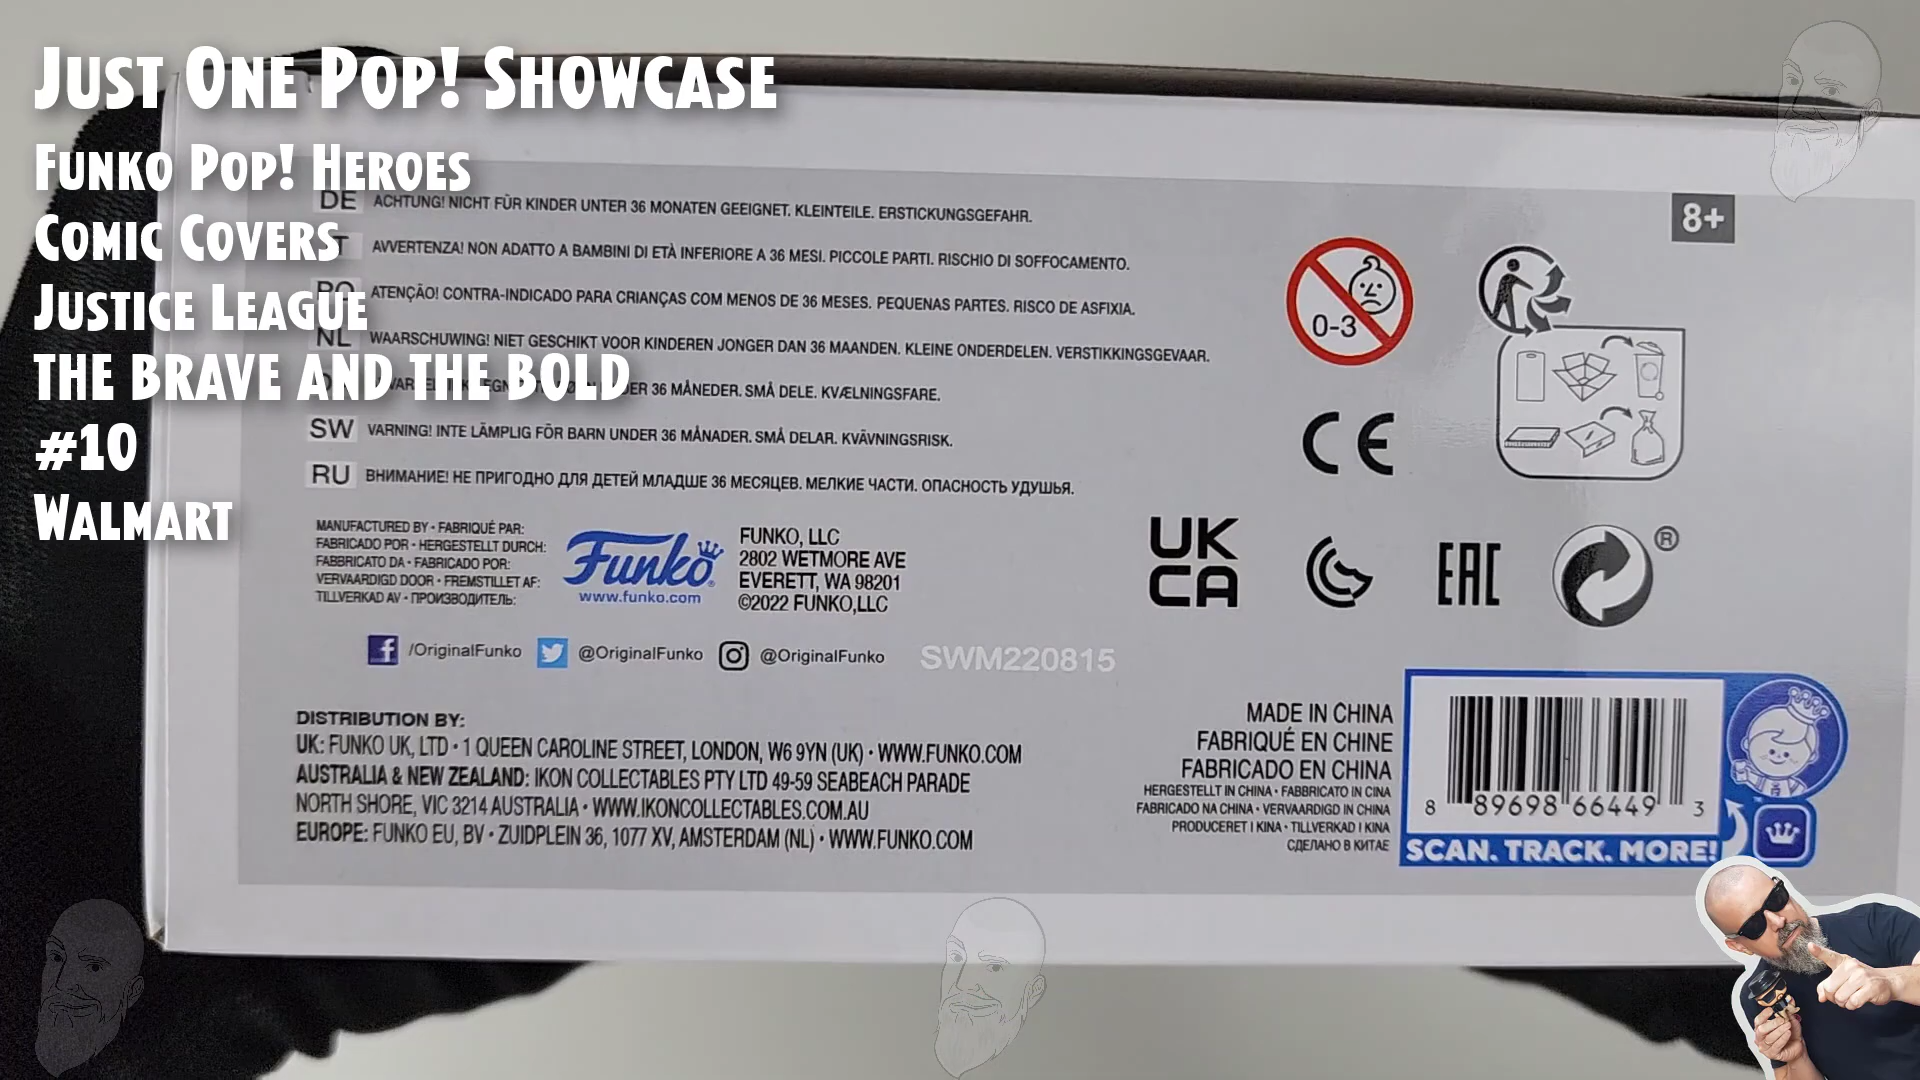 Just One Pop! Showcase
Funko Pop! Heroes
Comic Covers
Justice League
THE BRAVE AND THE BOLD
#10
Walmart
8+
DE ACHTUNG! NICHT FÜR KINDER UNTER 36 MONATEN GEEIGNET. KLEINTEILE. ERSTICKUNGSGEFAHR.
AVVERTENZA! NON ADATTO A BAMBINI DI ETÀ INFERIORE A 36 MESI. PICCOLE PARTI. RISCHIO DI SOFFOCAMENTO.
ATENÇÃO! CONTRA-INDICADO PARA CRIANÇAS COM MENOS DE 36 MESES. PEQUENAS PARTES. RISCO DE ASFIXIA.
NL WAARSCHUWING! NIET GESCHIKT VOOR KINDEREN JONGER DAN 36 MAANDEN. KLEINE ONDERDELEN. VERSTIKKINGSGEVAAR.
36 MÅNEDER. SMÅ DELE. KVÆLNINGSFARE.
SW VARNING! INTE LÄMPLIG FÖR BARN UNDER 36 MÅNADER. SMÅ DELAR. KVÄVNINGSRISK.
RU ВНИМАНИЕ! НЕ ПРИГОДНО ДЛЯ ДЕТЕЙ МЛАДШЕ 36 МЕСЯЦЕВ. МЕЛКИЕ ЧАСТИ. ОПАСНОСТЬ УДУШЬЯ.
0-3
CE
MANUFACTURED BY • FABRIQUÉ PAR:
FABRICADO POR • HERGESTELLT DURCH:
FABBRICATO DA • FABRICADO POR:
VERVAARDIGD DOOR • FREMSTILLET AF:
TILLVERKAD AV • ПРОИЗВОДИТЕЛЬ:
Funko®
www.funko.com
FUNKO, LLC
2802 WETMORE AVE
EVERETT, WA 98201
©2022 FUNKO,LLC
UK
CA
EAC
®
/OriginalFunko @OriginalFunko @OriginalFunko
SWM220815
DISTRIBUTION BY:
UK: FUNKO UK, LTD • 1 QUEEN CAROLINE STREET, LONDON, W6 9YN (UK) • WWW.FUNKO.COM
AUSTRALIA & NEW ZEALAND: IKON COLLECTABLES PTY LTD 49-59 SEABEACH PARADE
NORTH SHORE, VIC 3214 AUSTRALIA • WWW.IKONCOLLECTABLES.COM.AU
EUROPE: FUNKO EU, BV • ZUIDPLEIN 36, 1077 XV, AMSTERDAM (NL) • WWW.FUNKO.COM
MADE IN CHINA
FABRIQUÉ EN CHINE
FABRICADO EN CHINA
HERGESTELLT IN CHINA • FABBRICATO IN CINA
FABRICADO NA CHINA • VERVAARDIGD IN CHINA
PRODUCERET I KINA • TILLVERKAD I KINA
СДЕЛАНО В КИТАЕ
8 89698 66449 3
SCAN. TRACK. MORE!